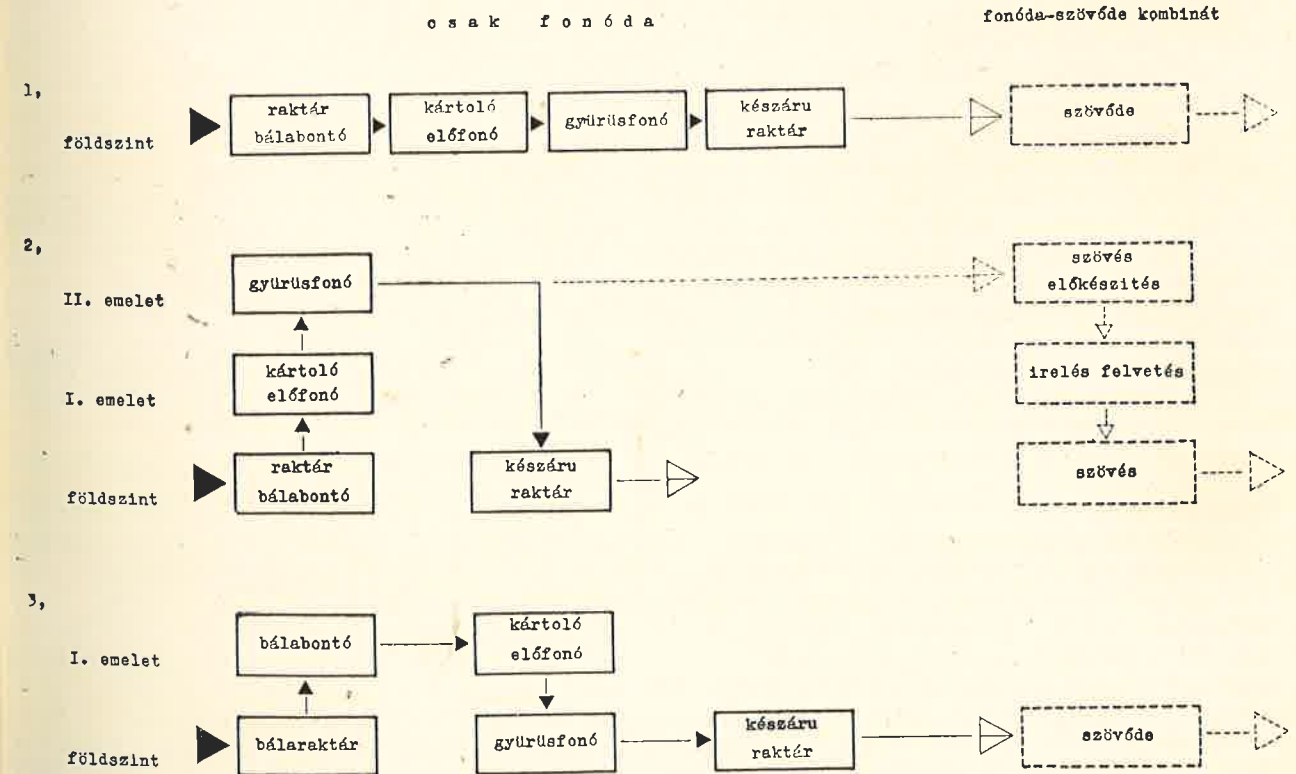 csak fonóda
fonóda-szövőde kombinát
1,
földszint
raktár
bálabontó
kártoló
előfonó
gyürüsfonó
készáru
raktár
szövőde
2,
II. emelet
gyürüsfonó
szövés
előkészités
I. emelet
kártoló
előfonó
irelés felvetés
földszint
raktár
bálabontó
készáru
raktár
szövés
3,
I. emelet
bálabontó
kártoló
előfonó
földszint
bálaraktár
gyürüsfonó
készáru
raktár
szövőde